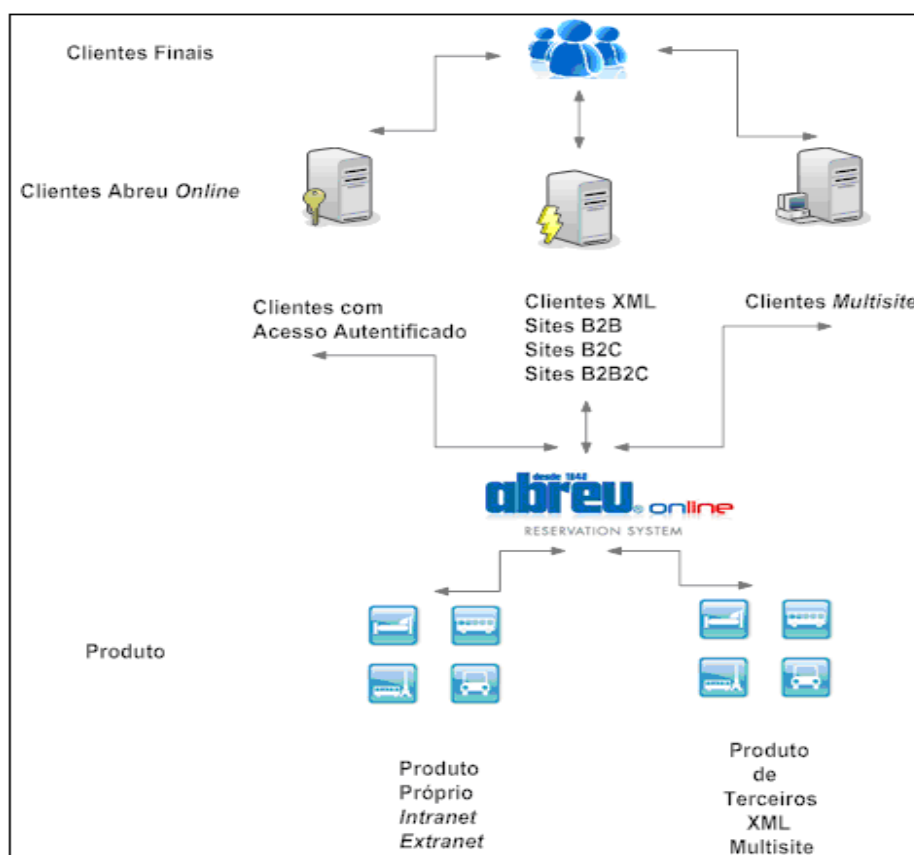 Clientes Finais
Clientes Abreu Online
Clientes com
Acesso Autentificado
Clientes XML
Sites B2B
Sites B2C
Sites B2B2C
Clientes Multisite
desde 1840
abreu® online
RESERVATION SYSTEM
Produto
Produto
Próprio
Intranet
Extranet
Produto
de
Terceiros
XML
Multisite